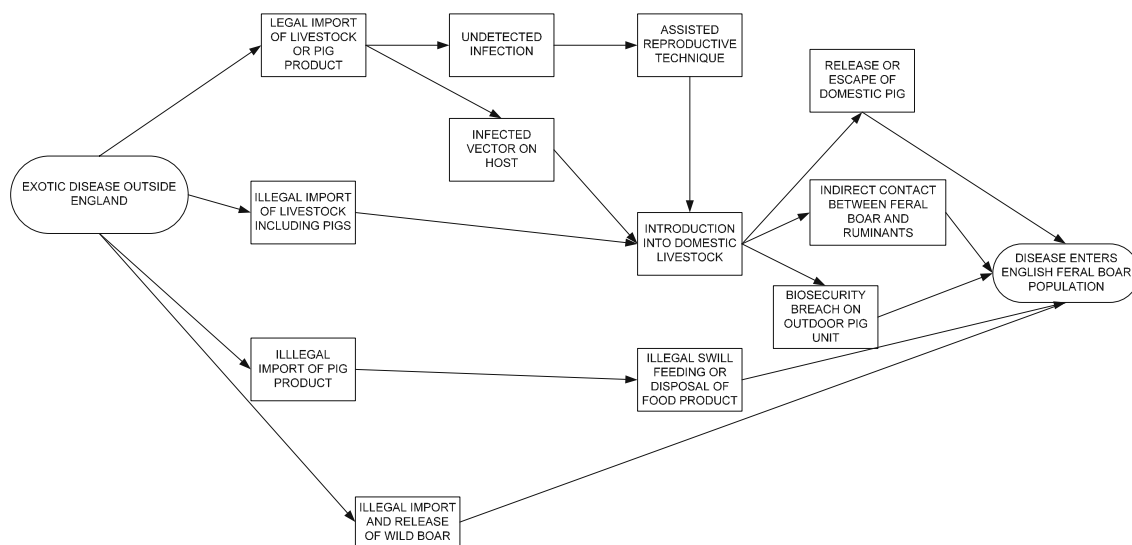 LEGAL IMPORT
OF LIVESTOCK
OR PIG
PRODUCT
UNDETECTED
INFECTION
ASSISTED
REPRODUCTIVE
TECHNIQUE
RELEASE OR
ESCAPE OF
DOMESTIC PIG
INFECTED
VECTOR ON
HOST
EXOTIC DISEASE OUTSIDE
ENGLAND
ILLEGAL IMPORT
OF LIVESTOCK
INCLUDING PIGS
INTRODUCTION
INTO DOMESTIC
LIVESTOCK
INDIRECT CONTACT
BETWEEN FERAL
BOAR AND
RUMINANTS
DISEASE ENTERS
ENGLISH FERAL BOAR
POPULATION
BIOSECURITY
BREACH ON
OUTDOOR PIG
UNIT
ILLLEGAL
IMPORT OF PIG
PRODUCT
ILLEGAL SWILL
FEEDING OR
DISPOSAL OF
FOOD PRODUCT
ILLEGAL IMPORT
AND RELEASE
OF WILD BOAR